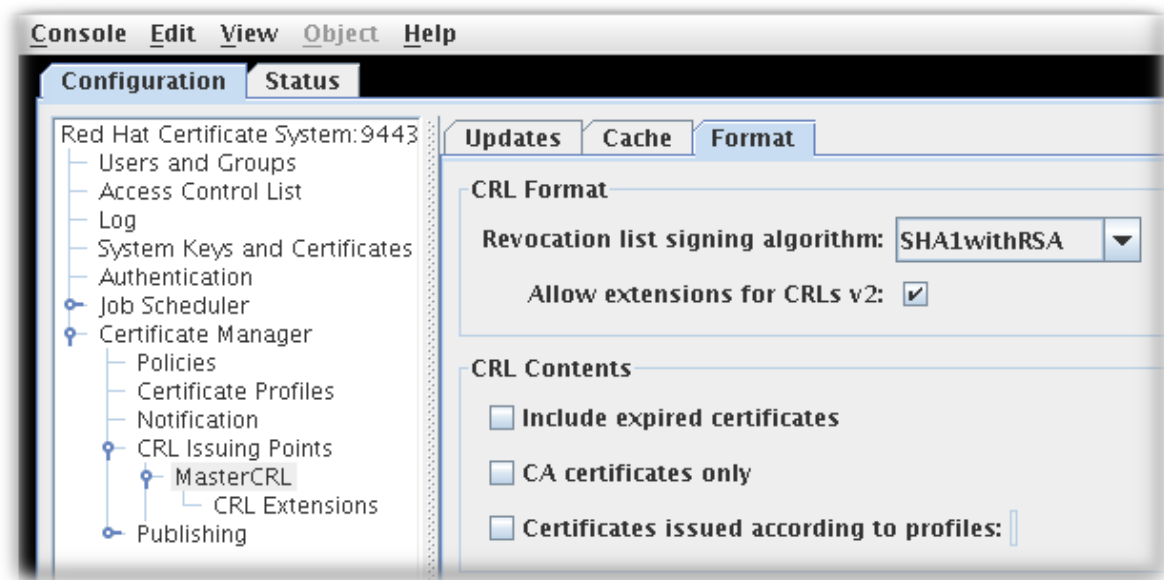 Console Edit View Object Help
Configuration Status
Red Hat Certificate System:9443
Users and Groups
Access Control List
Log
System Keys and Certificates
Authentication
Job Scheduler
Certificate Manager
Policies
Certificate Profiles
Notification
CRL Issuing Points
MasterCRL
CRL Extensions
Publishing
Updates Cache Format
CRL Format
Revocation list signing algorithm: SHA1withRSA
Allow extensions for CRLs v2:
CRL Contents
Include expired certificates
CA certificates only
Certificates issued according to profiles: